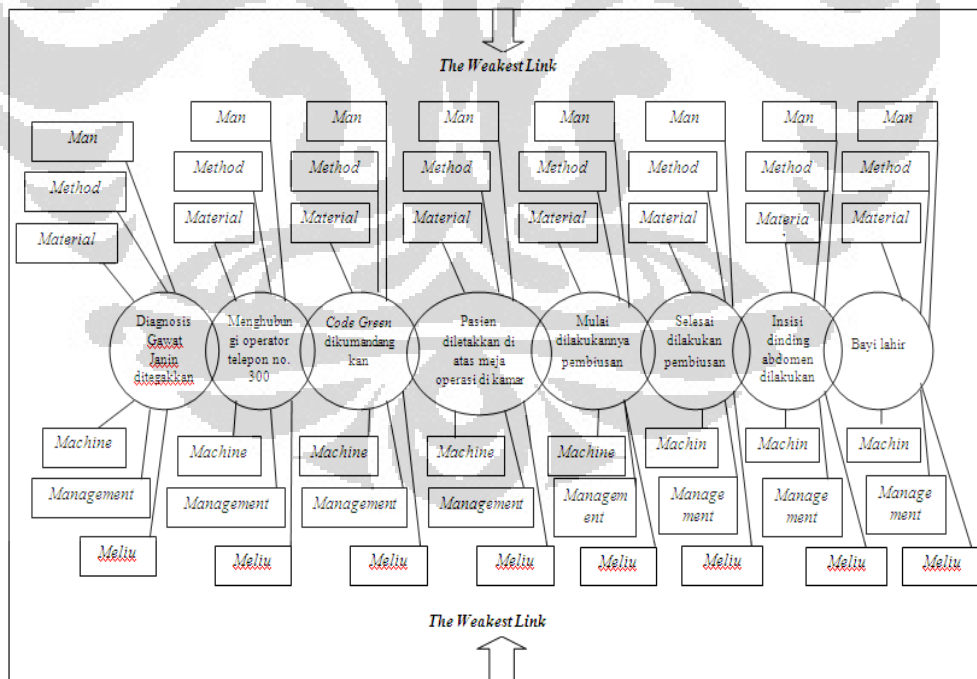 The Weakest Link
Man
Man
Man
Man
Man
Man
Man
Man
Method
Method
Method
Method
Method
Method
Method
Method
Material
Material
Material
Material
Material
Material
Materia
Material
Diagnosis
Gawat
Janin
ditegakkan
Menghubun
gi operator
telepon no.
300
Code Green
dikumandang
kan
Pasien
diletakkan di
atas meja
operasi di kamar
Mulai
dilakukannya
pembiusan
Selesai
dilakukan
pembiusan
Insisi
dinding
abdomen
dilakukan
Bayi lahir
Machine
Machine
Machine
Machine
Machine
Machin
Machin
Machin
Management
Management
Management
Management
Managem
ent
Manage
ment
Manage
ment
Manage
ment
Meliu
Meliu
Meliu
Meliu
Meliu
Meliu
Meliu
Meliu
The Weakest Link